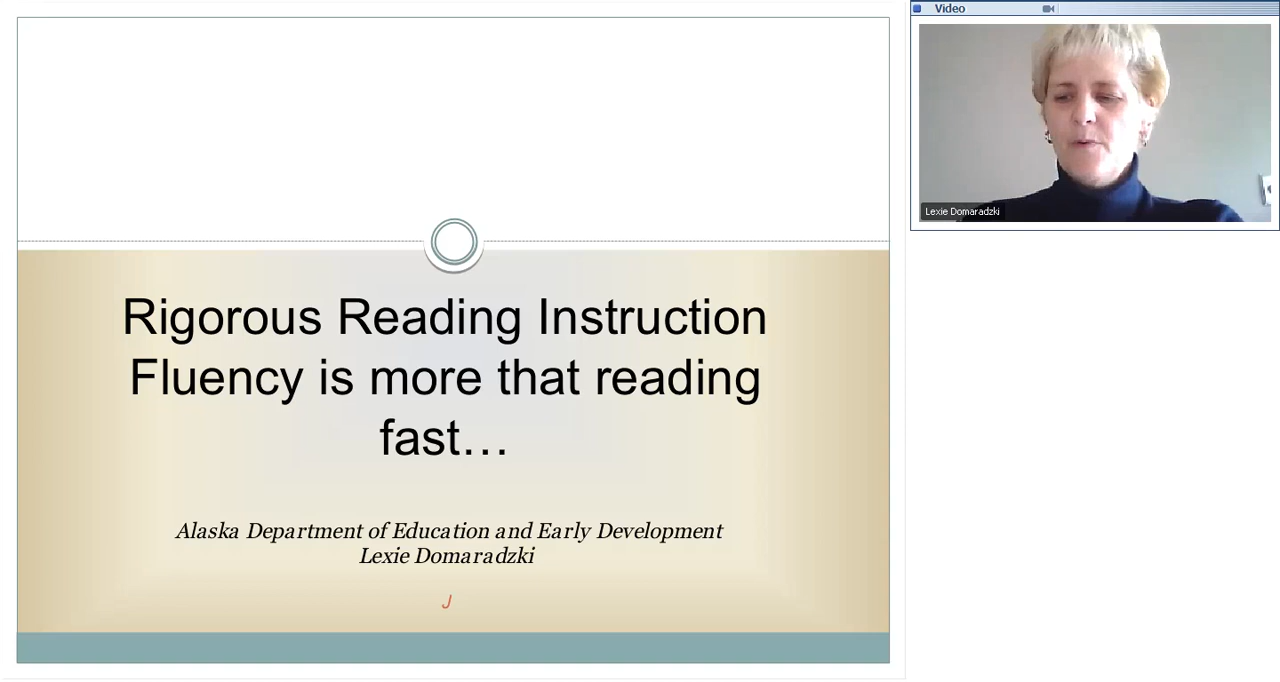 Rigorous Reading Instruction
Fluency is more that reading
fast…
Alaska Department of Education and Early Development
Lexie Domaradzki
J
Video
Lexie Domaradzki